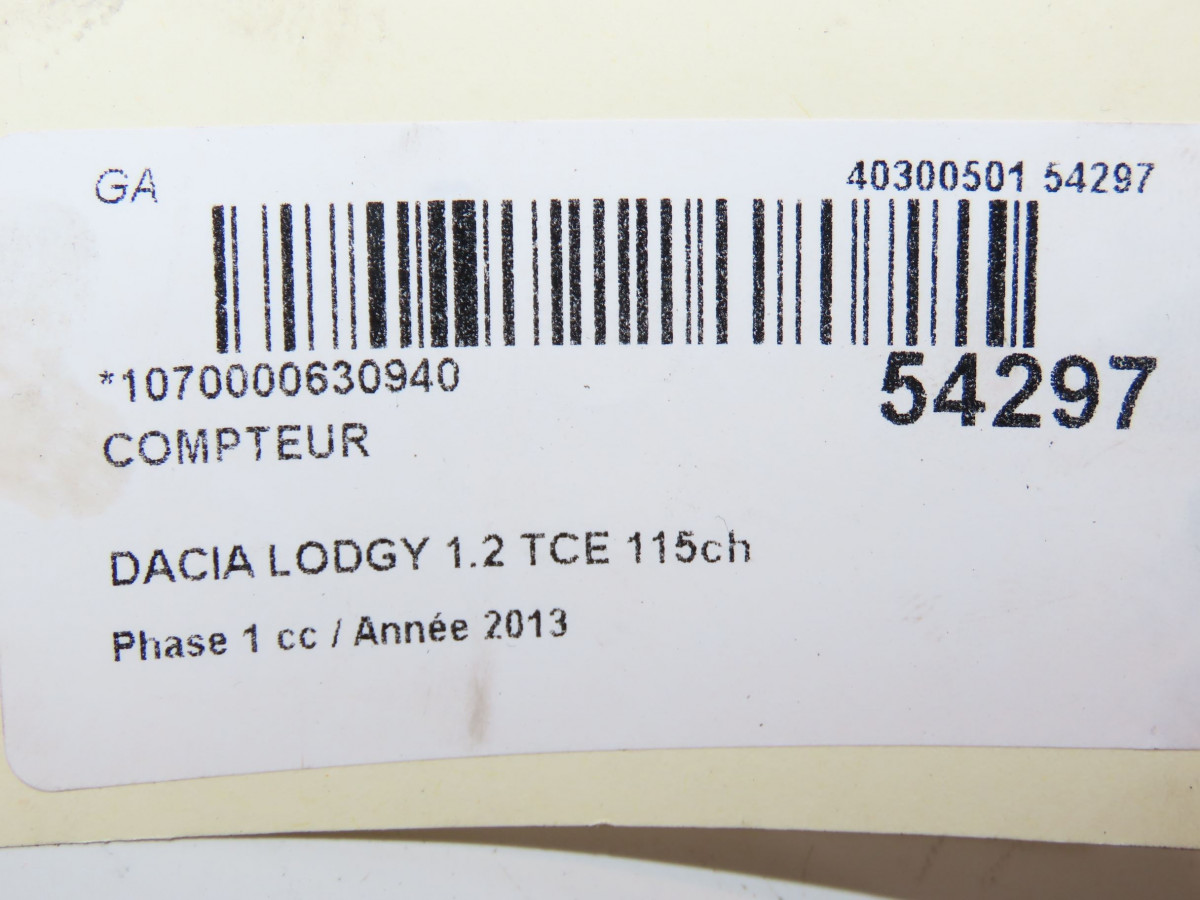 GA
40300501 54297
*1070000630940
54297
COMPTEUR
DACIA LODGY 1.2 TCE 115ch
Phase 1 cc / Année 2013